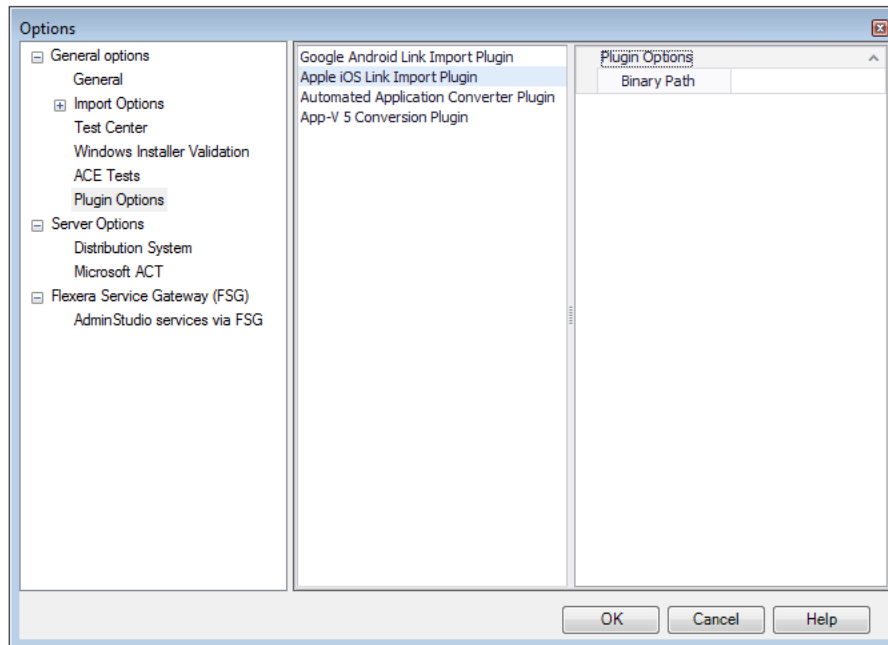 Options
General options
General
Import Options
Test Center
Windows Installer Validation
ACE Tests
Plugin Options
Server Options
Distribution System
Microsoft ACT
Flexera Service Gateway (FSG)
AdminStudio services via FSG
Google Android Link Import Plugin
Apple iOS Link Import Plugin
Automated Application Converter Plugin
App-V 5 Conversion Plugin
Plugin Options
Binary Path
OK
Cancel
Help